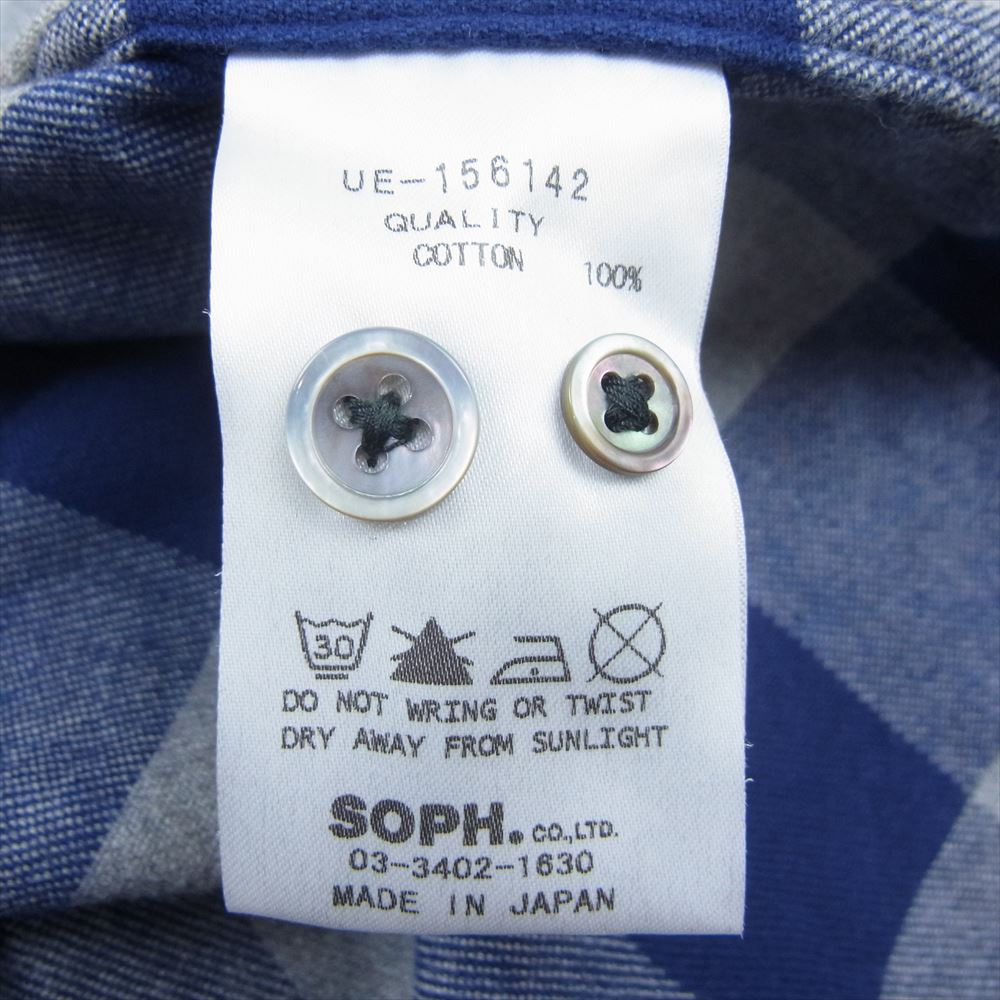 UE-156142
QUALITY
COTTON 100%
30
DO NOT WRING OR TWIST
DRY AWAY FROM SUNLIGHT
SOPH. CO.,LTD.
03-3402-1630
MADE IN JAPAN